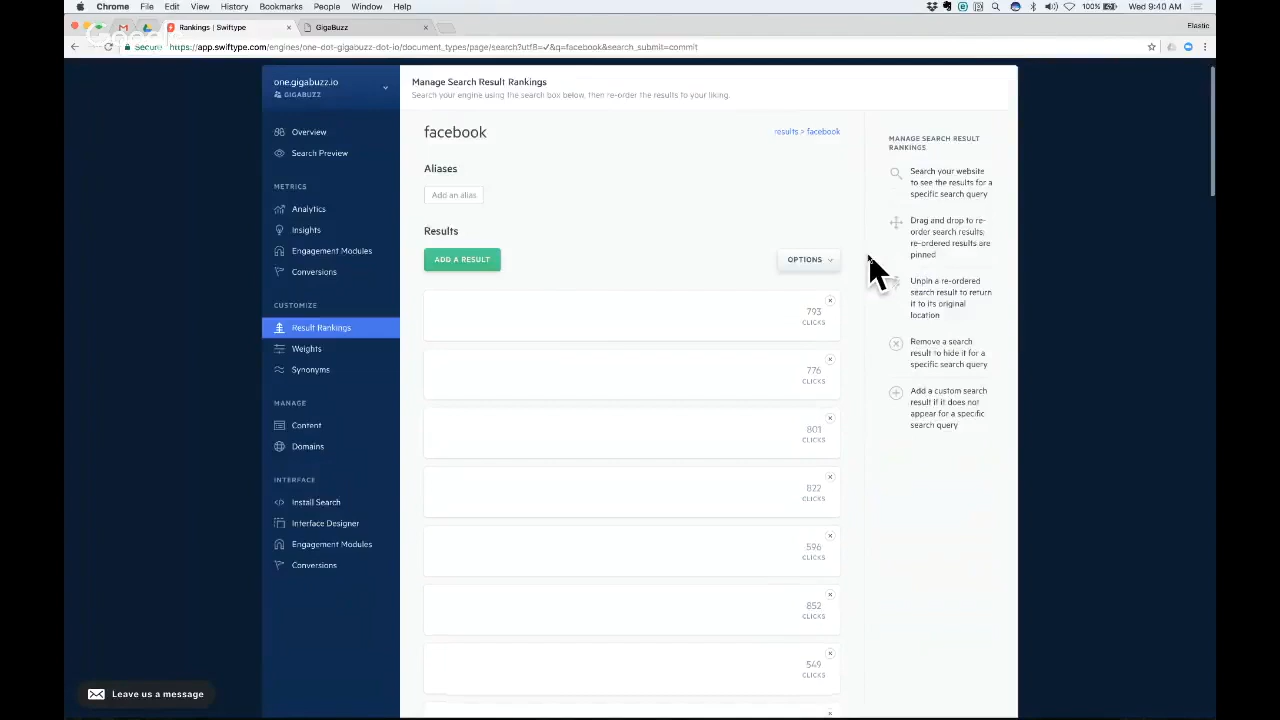 Chrome File Edit View History Bookmarks People Window Help 100% Wed 9:40 AM
Rankings | Swiftype GigaBuzz Elastic
Secure https://app.swiftype.com/engines/one-dot-gigabuzz-dot-io/document_types/page/search?utf8=✓&q=facebook&search_submit=commit
one.gigabuzz.io
GIGABUZZ
Overview
Search Preview
METRICS
Analytics
Insights
Engagement Modules
Conversions
CUSTOMIZE
Result Rankings
Weights
Synonyms
MANAGE
Content
Domains
INTERFACE
Install Search
Interface Designer
Engagement Modules
Conversions
Manage Search Result Rankings
Search your engine using the search box below, then re-order the results to your liking.
facebook
results > facebook
Aliases
Add an alias
Results
ADD A RESULT
OPTIONS
793
CLICKS
776
CLICKS
801
CLICKS
822
CLICKS
596
CLICKS
852
CLICKS
549
CLICKS
MANAGE SEARCH RESULT
RANKINGS
Search your website
to see the results for a
specific search query
Drag and drop to re-
order search results;
re-ordered results are
pinned
Unpin a re-ordered
search result to return
it to its original
location
Remove a search
result to hide it for a
specific search query
Add a custom search
result if it does not
appear for a specific
search query
Leave us a message